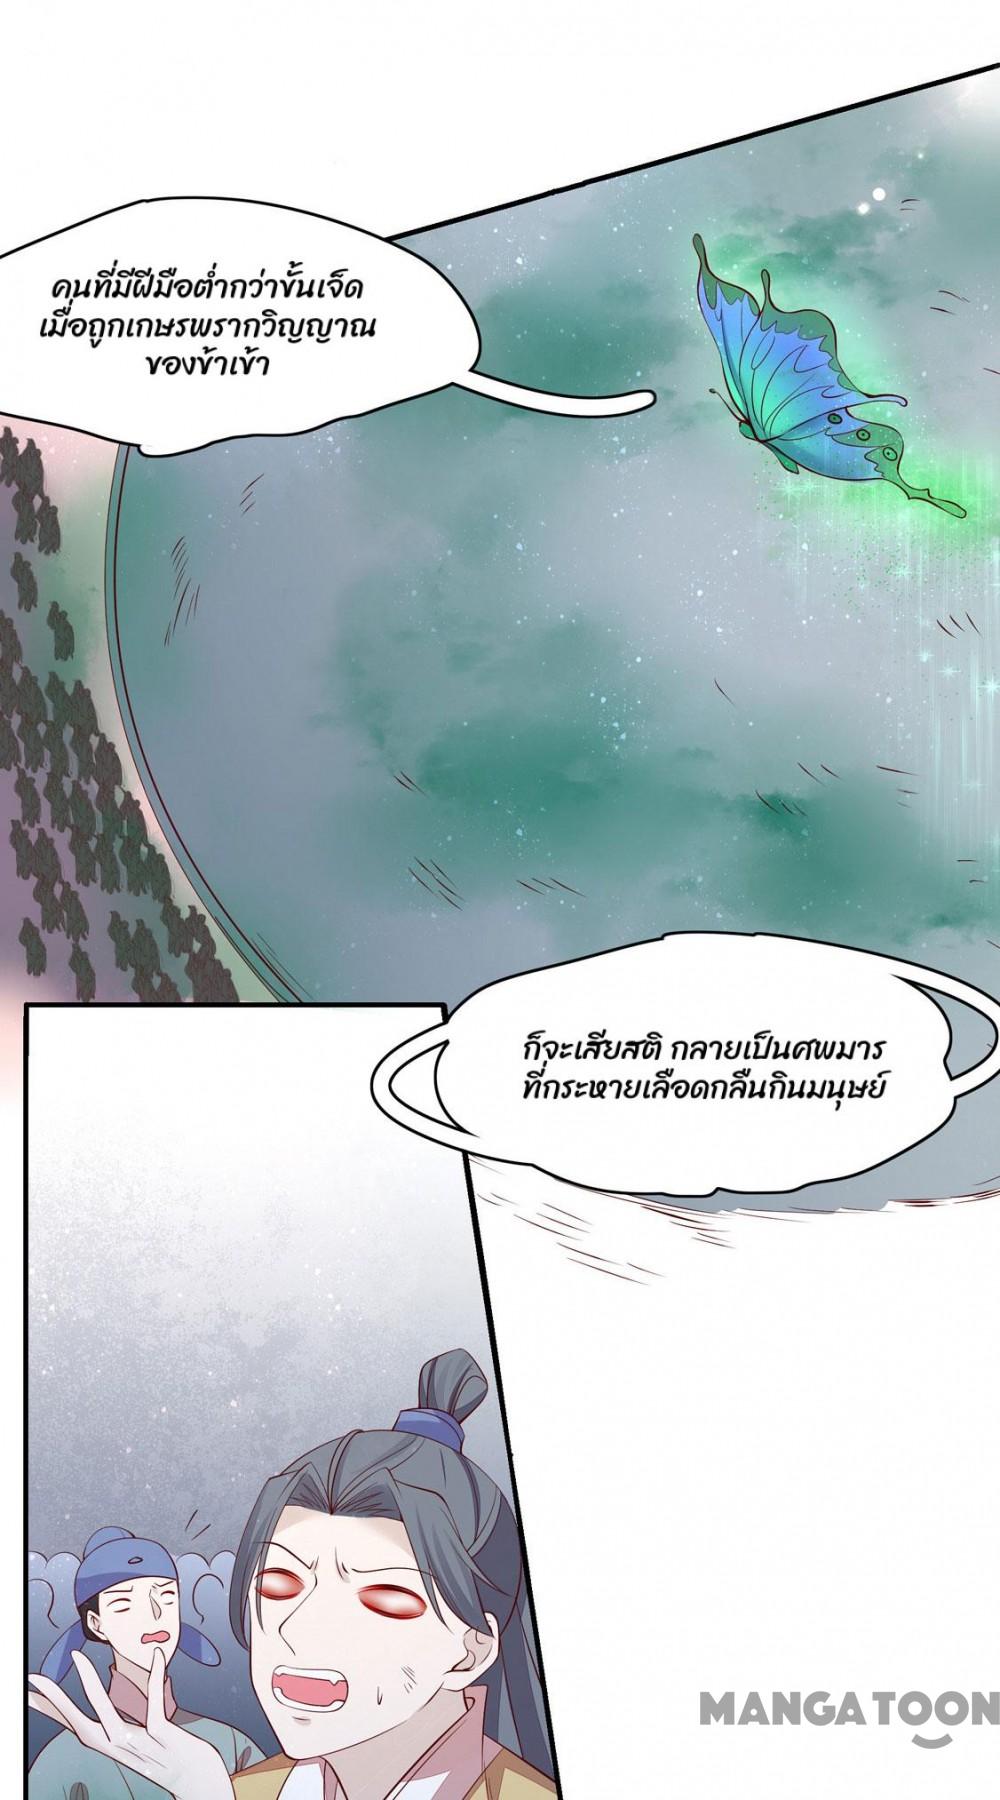 คนที่มีฝีมือต่ำกว่าขั้นเจ็ด
เมื่อถูกเกษรพรากวิญญาณ
ของข้าเข้า
ก็จะเสียสติ กลายเป็นศพมาร
ที่กระหายเลือดกลืนกินมนุษย์
MANGATOON